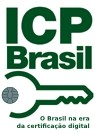 ICP
Brasil
O Brasil na era
da certificação digital